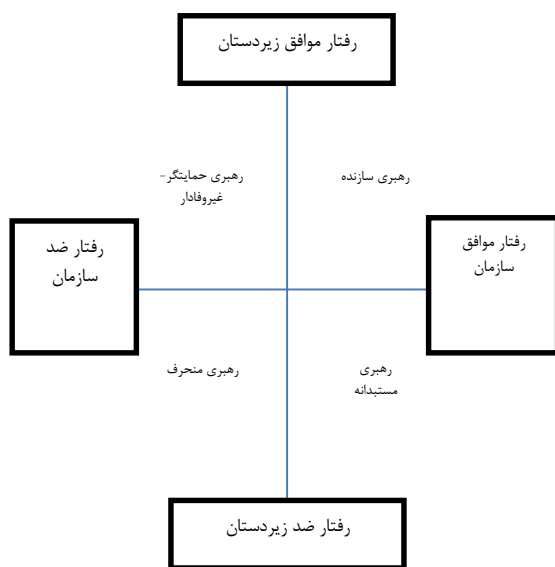 رفتار موافق زیردستان
رهبری سازنده
رهبری حمایتگر-
غیروفادار
رفتار موافق
سازمان
رفتار ضد
سازمان
رهبری
مستبدانه
رهبری منحرف
رفتار ضد زیردستان